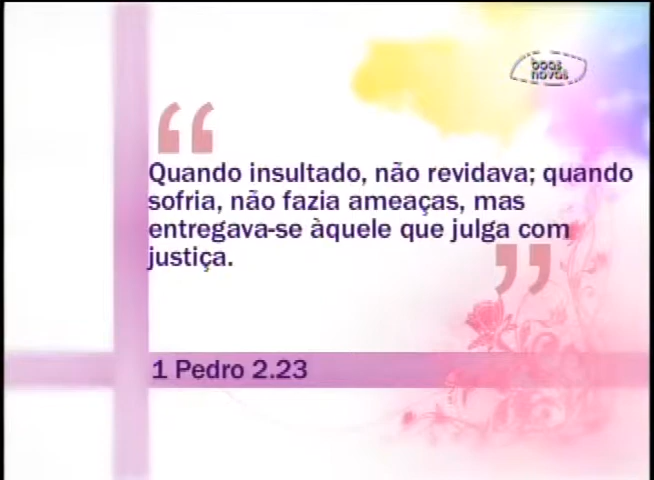 boas
novas
Quando insultado, não revidava; quando
sofria, não fazia ameaças, mas
entregava-se àquele que julga com
justiça.
1 Pedro 2.23